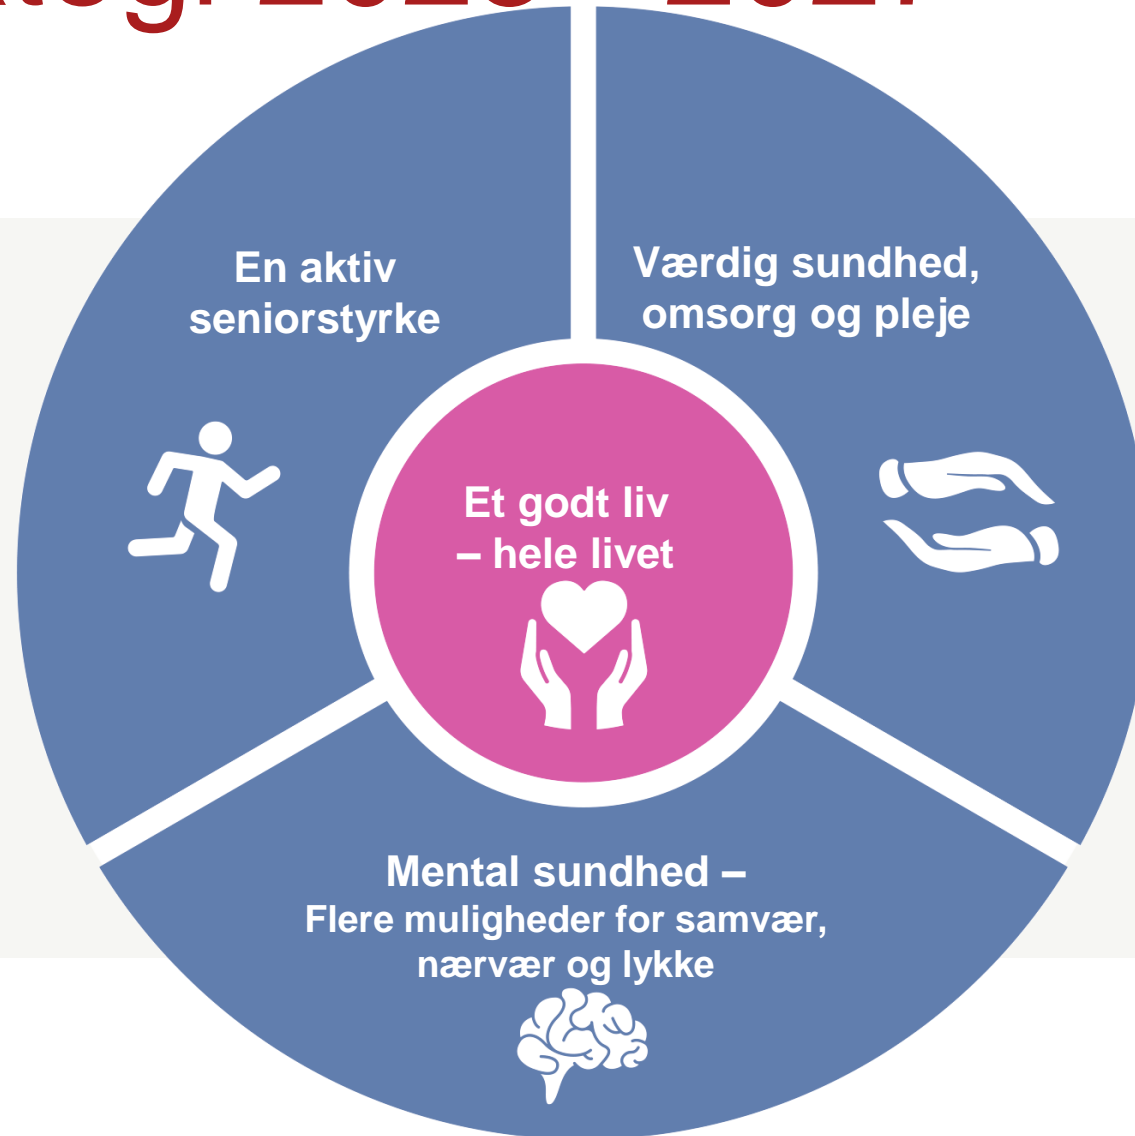 En aktiv
seniorstyrke
Værdig sundhed,
omsorg og pleje
Et godt liv
– hele livet
Mental sundhed –
Flere muligheder for samvær,
nærvær og lykke